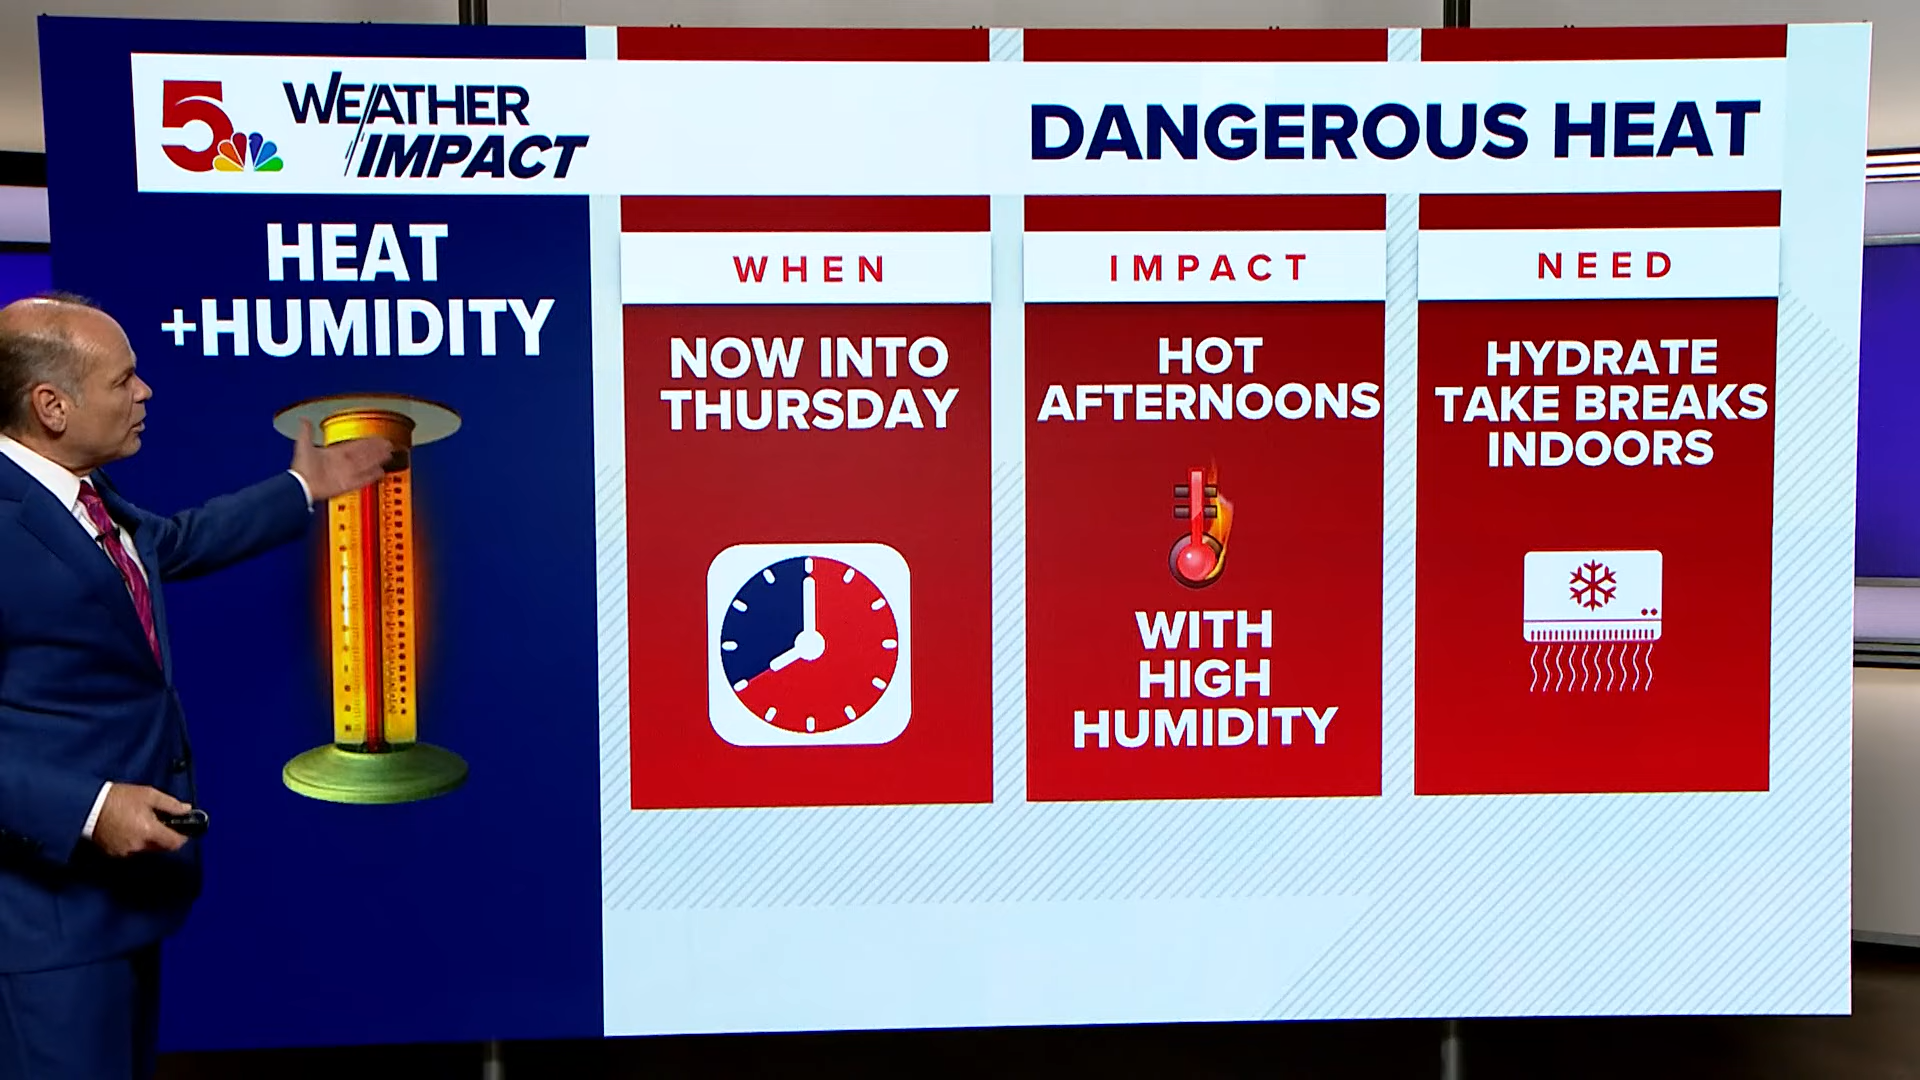 5 WEATHER
IMPACT
DANGEROUS HEAT
HEAT
+HUMIDITY
WHEN
NOW INTO
THURSDAY
IMPACT
HOT
AFTERNOONS
WITH
HIGH
HUMIDITY
NEED
HYDRATE
TAKE BREAKS
INDOORS